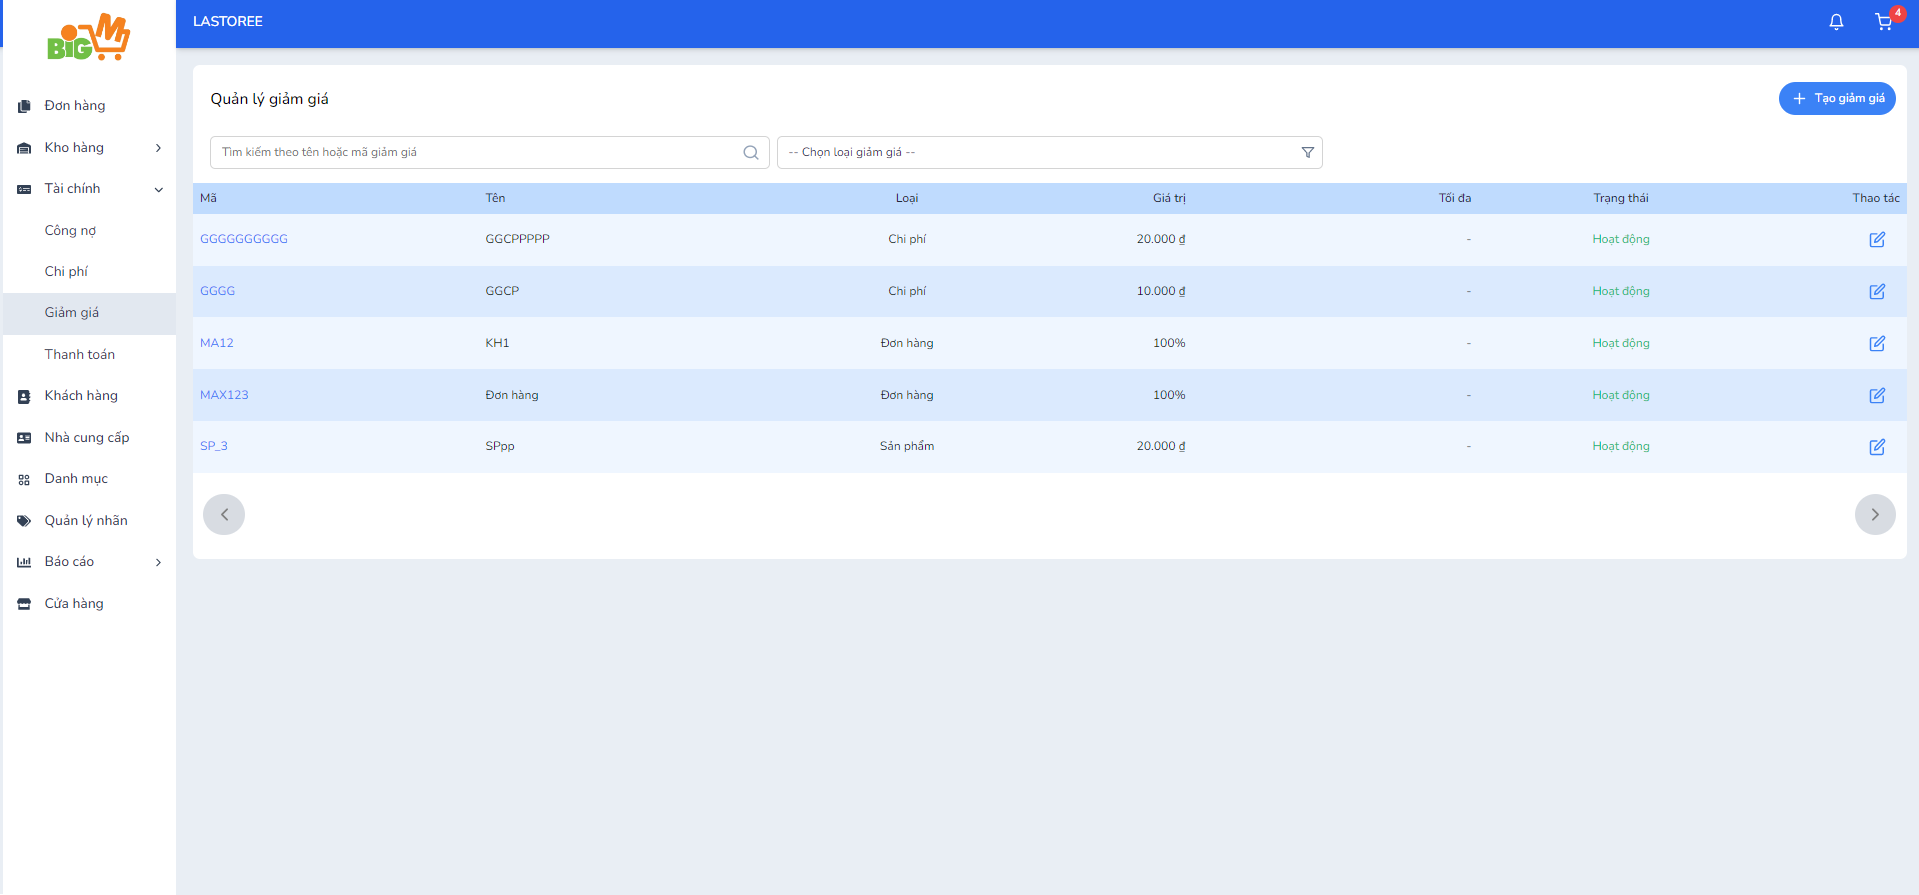 BiG M
LASTOREE
4
Đơn hàng
Kho hàng
Tài chính
Công nợ
Chi phí
Giảm giá
Thanh toán
Khách hàng
Nhà cung cấp
Danh mục
Quản lý nhãn
Báo cáo
Cửa hàng
Quản lý giảm giá
Tạo giảm giá
Tìm kiếm theo tên hoặc mã giảm giá
-- Chọn loại giảm giá --
Mã Tên Loại Giá trị Tối đa Trạng thái Thao tác
GGGGGGGGGG GGCPPPPP Chi phí 20.000 ₫ - Hoạt động
GGGG GGCP Chi phí 10.000 ₫ - Hoạt động
MA12 KH1 Đơn hàng 100% - Hoạt động
MAX123 Đơn hàng Đơn hàng 100% - Hoạt động
SP_3 SPpp Sản phẩm 20.000 ₫ - Hoạt động